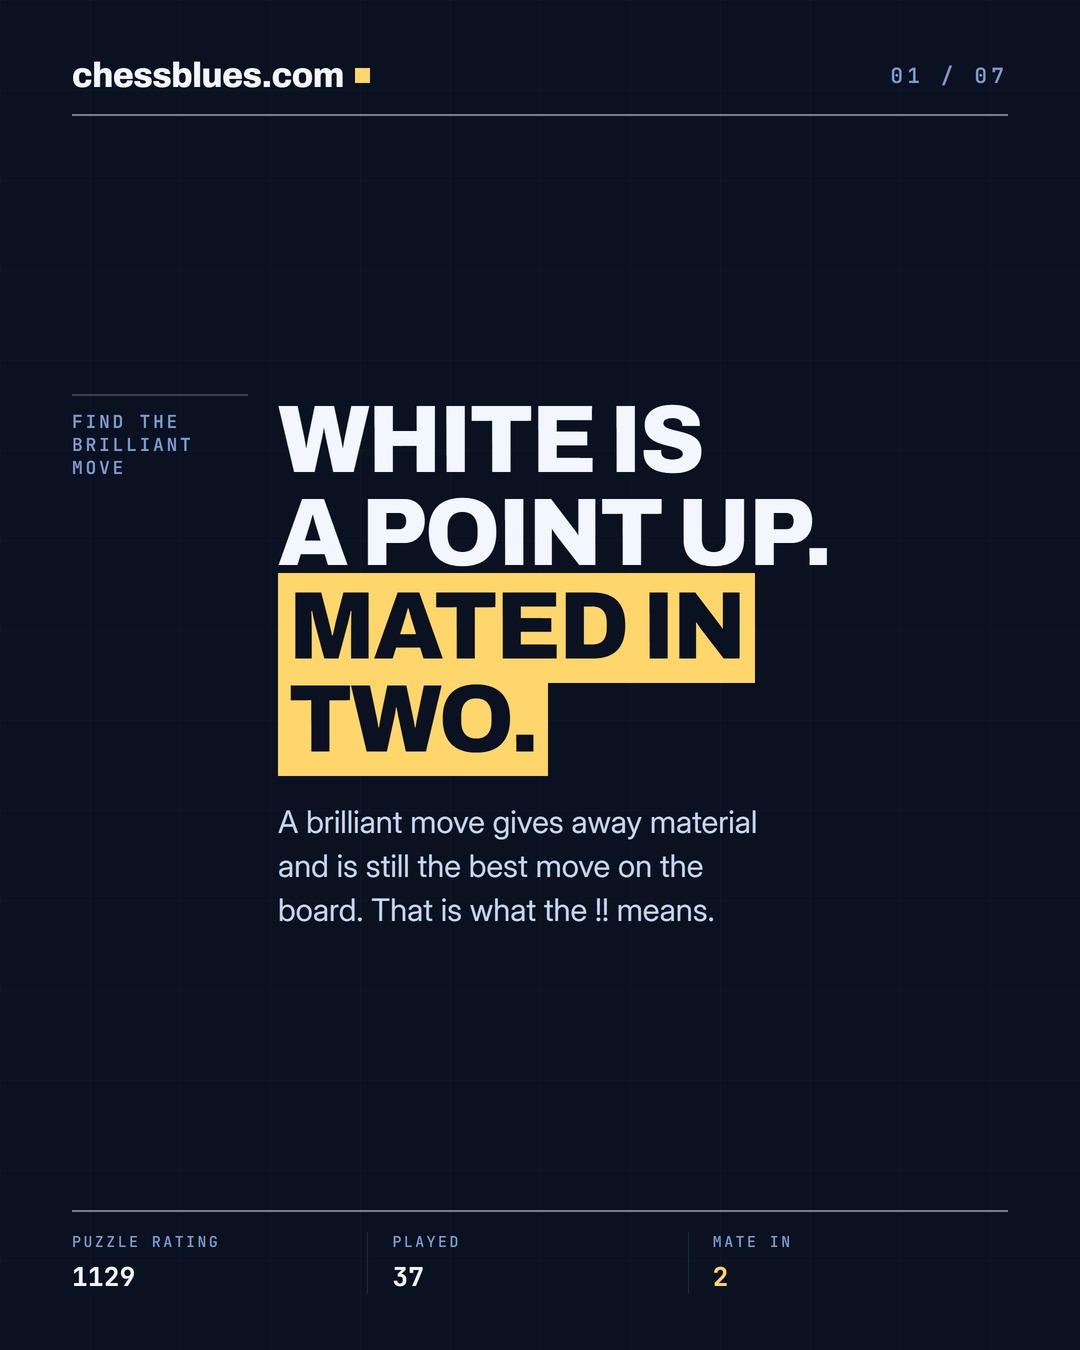 chessblues.com
01 / 07
FIND THE
BRILLIANT
MOVE
WHITE IS
A POINT UP.
MATED IN
TWO.
A brilliant move gives away material
and is still the best move on the
board. That is what the !! means.
PUZZLE RATING
1129
PLAYED
37
MATE IN
2